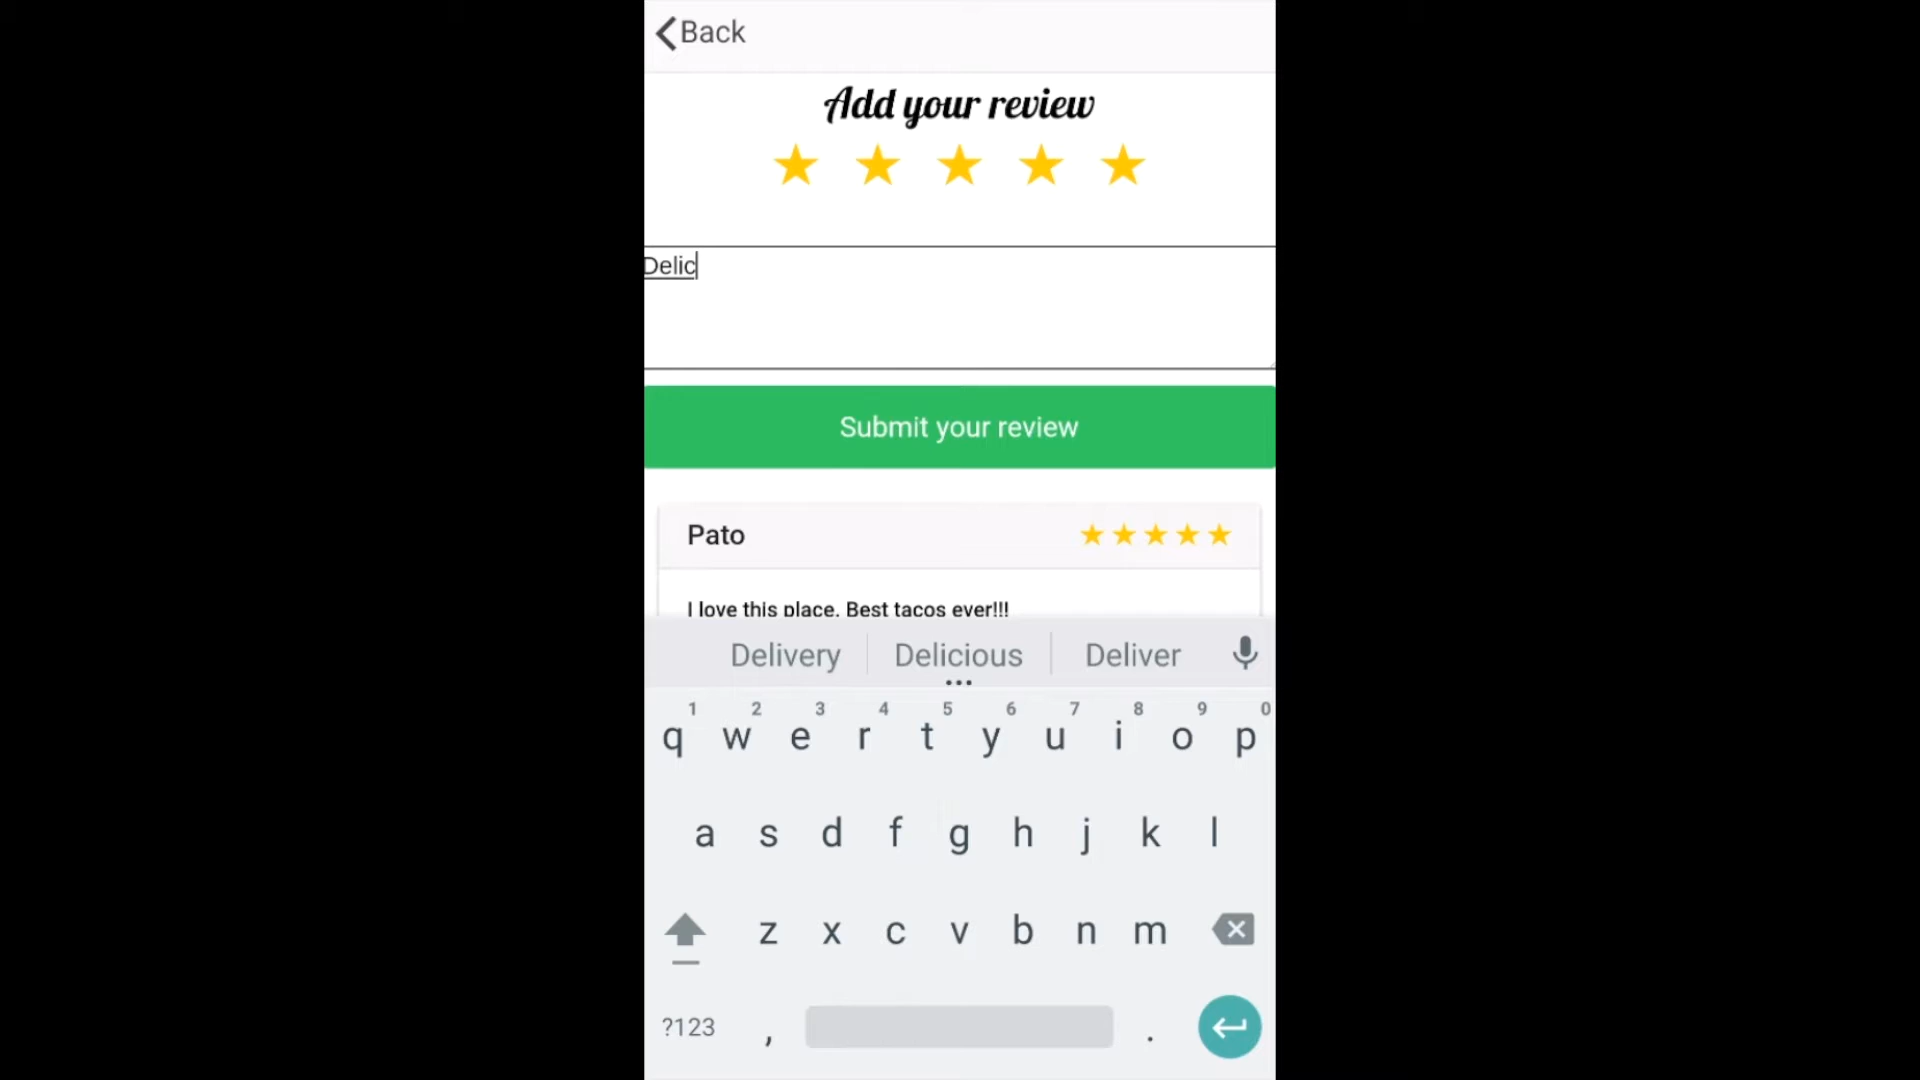 Back
Add your review
Delic
Submit your review
Pato
I love this place. Best tacos ever!!!
Delivery Delicious Deliver
1 2 3 4 5 6 7 8 9 0
q w e r t y u i o p
a s d f g h j k l
z x c v b n m
?123 , .